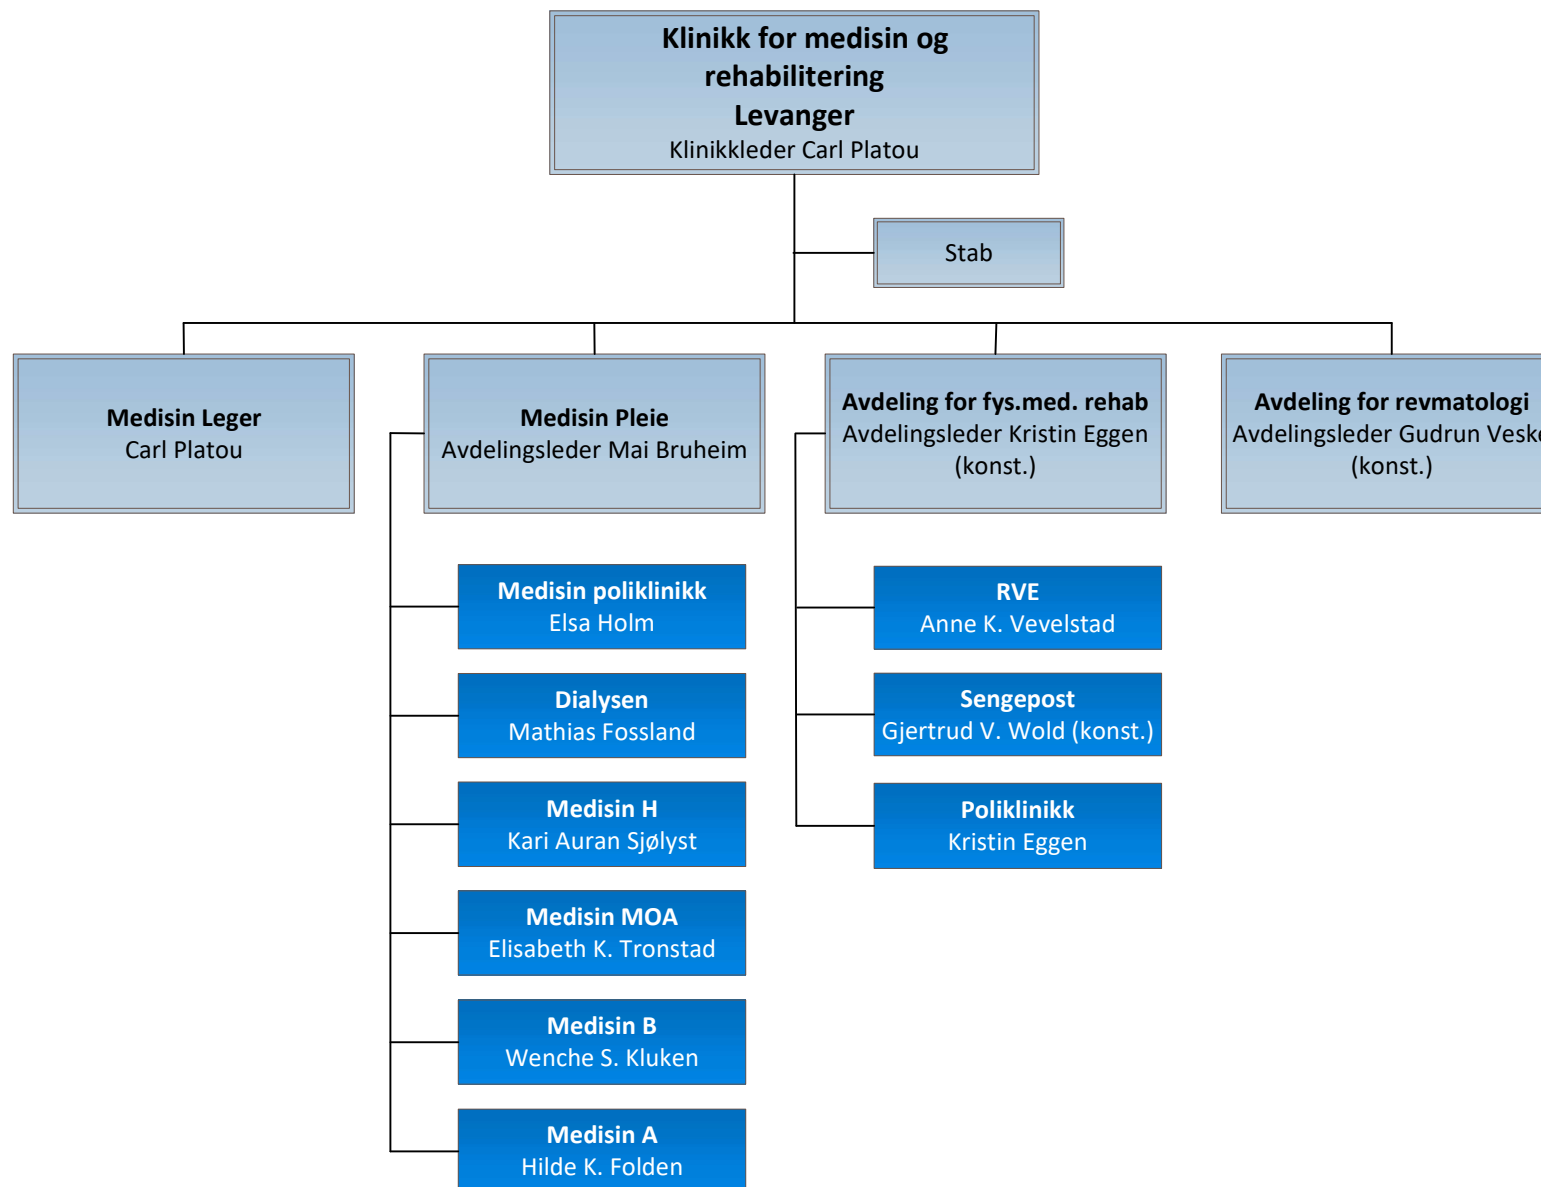 Klinikk for medisin og
rehabilitering
Levanger
Klinikkleder Carl Platou
Stab
Medisin Leger
Carl Platou
Medisin Pleie
Avdelingsleder Mai Bruheim
Avdeling for fys.med. rehab
Avdelingsleder Kristin Eggen
(konst.)
Avdeling for revmatologi
Avdelingsleder Gudrun
(konst.)
Medisin poliklinikk
Elsa Holm
Dialysen
Mathias Fossland
Medisin H
Kari Auran Sjølyst
Medisin MOA
Elisabeth K. Tronstad
Medisin B
Wenche S. Kluken
Medisin A
Hilde K. Folden
RVE
Anne K. Vevelstad
Sengepost
Gjertrud V. Wold (konst.)
Poliklinikk
Kristin Eggen